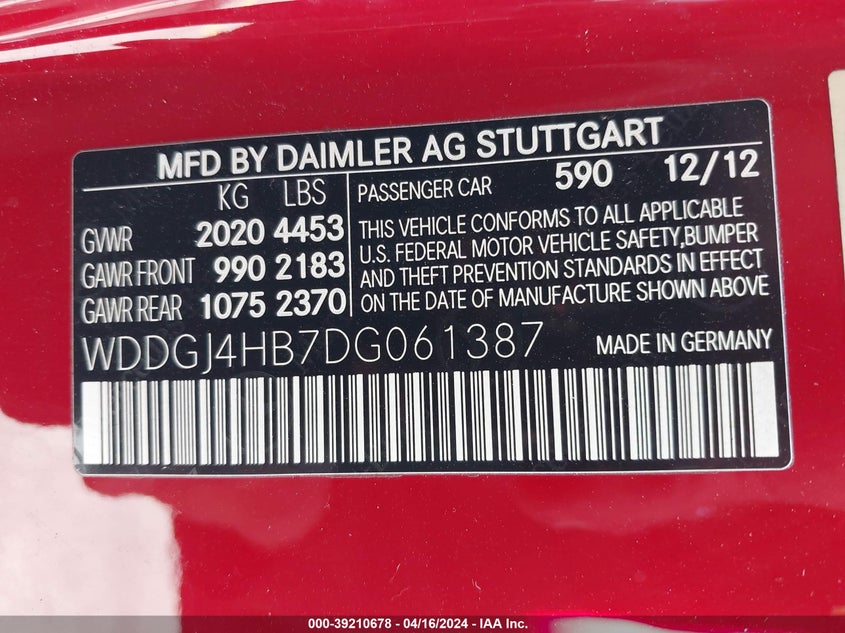 MFD BY DAIMLER AG STUTTGART
KG LBS
GVWR 2020 4453
GAWR FRONT 990 2183
GAWR REAR 1075 2370
PASSENGER CAR 590 12/12
THIS VEHICLE CONFORMS TO ALL APPLICABLE
U.S. FEDERAL MOTOR VEHICLE SAFETY,BUMPER
AND THEFT PREVENTION STANDARDS IN EFFECT
ON THE DATE OF MANUFACTURE SHOWN ABOVE
WDDGJ4HB7DG061387 MADE IN GERMANY
000-39210678 - 04/16/2024 - IAA Inc.